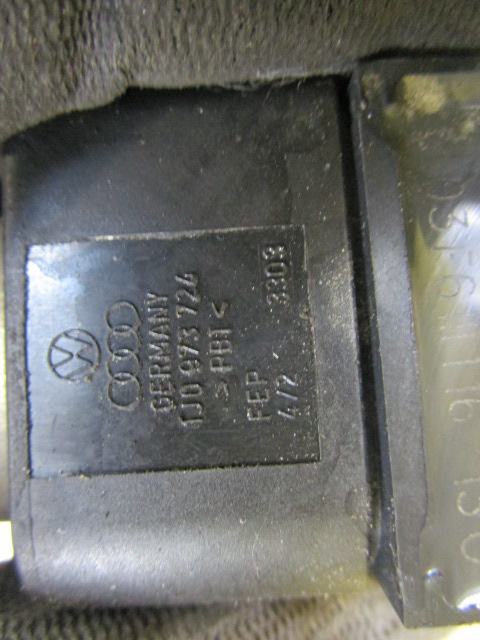 GERMANY
1J0 973 724
>PBT<
FEP 3303
4/2